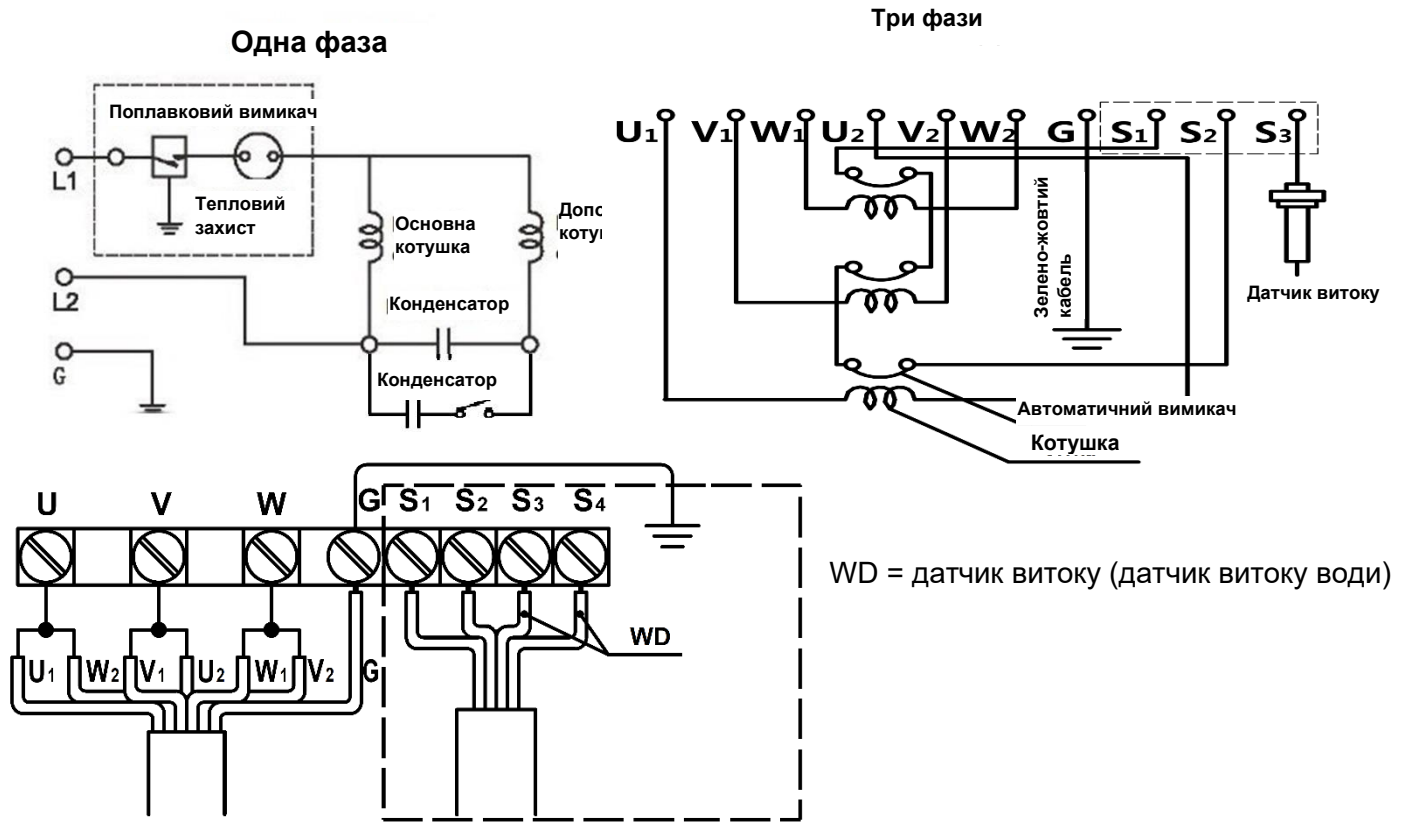 Одна фаза
Поплавковий вимикач
L1
Тепловий
захист
Основна
котушка
L2
Конденсатор
G
Конденсатор
Три фази
U1 V1 W1 U2 V2 W2 G S1 S2 S3
Зелено-жовтий
кабель
Датчик витоку
Автоматичний вимикач
Котушка
U V W G S1 S2 S3 S4
WD
U1 W2 V1 U2 W1 V2 G
WD = датчик витоку (датчик витоку води)